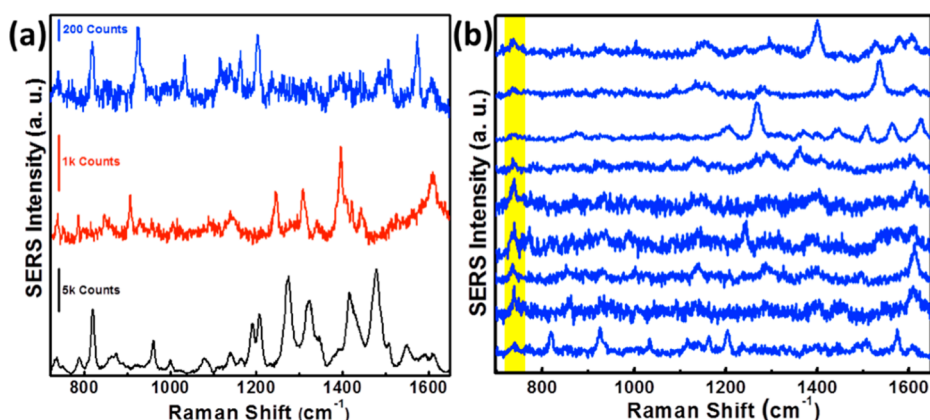 (a)
200 Counts
1k Counts
5k Counts
SERS Intensity (a. u.)
800 1000 1200 1400 1600
Raman Shift (cm-1)
(b)
SERS Intensity (a. u.)
800 1000 1200 1400 1600
Raman Shift (cm-1)